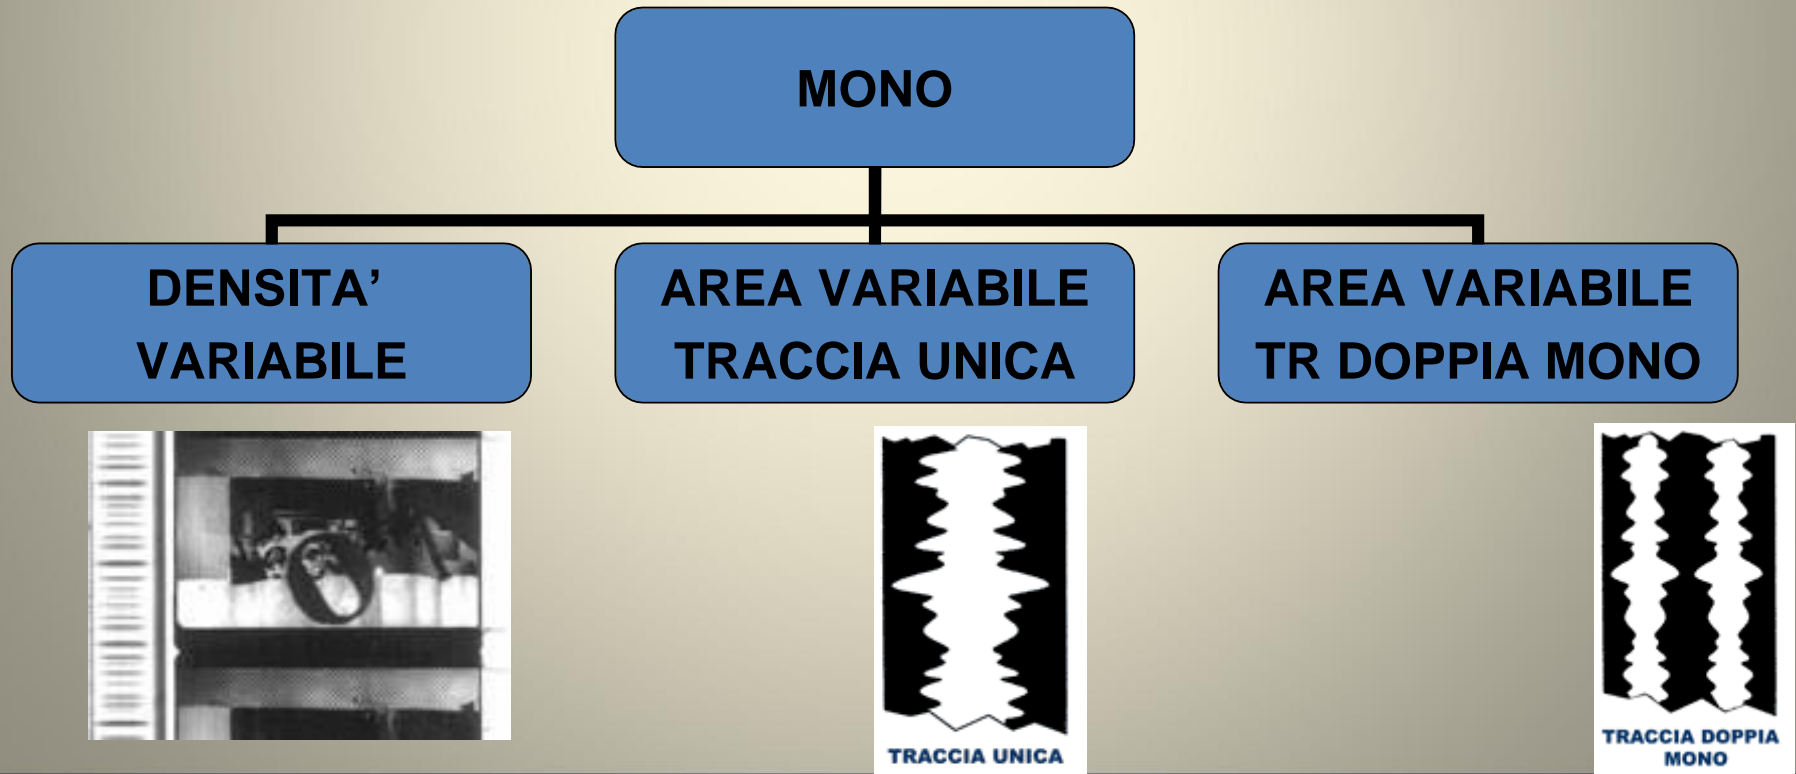 MONO
DENSITA’
VARIABILE
AREA VARIABILE
TRACCIA UNICA
AREA VARIABILE
TR DOPPIA MONO
TRACCIA UNICA
TRACCIA DOPPIA
MONO